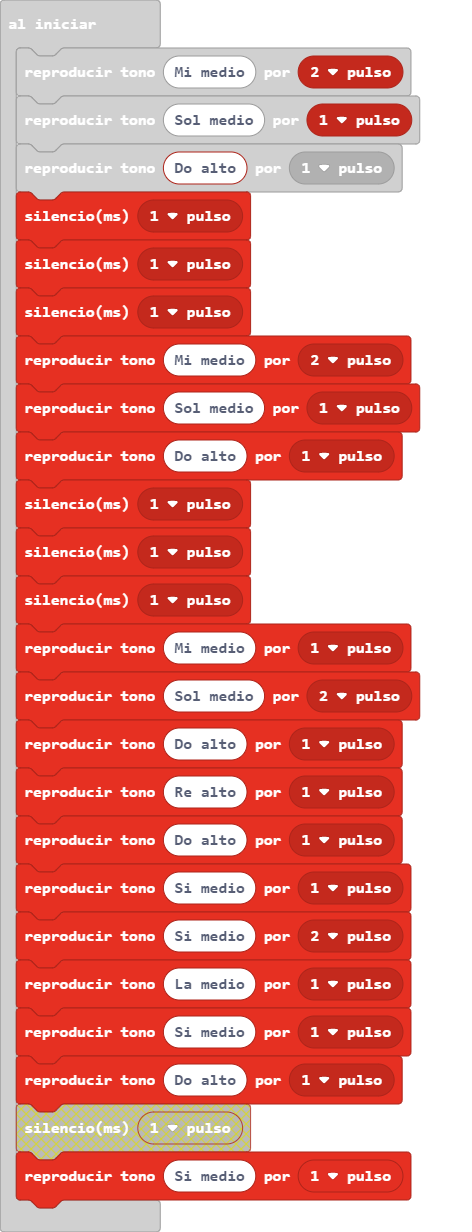 al iniciar
reproducir tono Mi medio por 2 pulso
reproducir tono Sol medio por 1 pulso
reproducir tono Do alto por 1 pulso
silencio(ms) 1 pulso
silencio(ms) 1 pulso
silencio(ms) 1 pulso
reproducir tono Mi medio por 2 pulso
reproducir tono Sol medio por 1 pulso
reproducir tono Do alto por 1 pulso
silencio(ms) 1 pulso
silencio(ms) 1 pulso
silencio(ms) 1 pulso
reproducir tono Mi medio por 1 pulso
reproducir tono Sol medio por 2 pulso
reproducir tono Do alto por 1 pulso
reproducir tono Re alto por 1 pulso
reproducir tono Do alto por 1 pulso
reproducir tono Si medio por 1 pulso
reproducir tono Si medio por 2 pulso
reproducir tono La medio por 1 pulso
reproducir tono Si medio por 1 pulso
reproducir tono Do alto por 1 pulso
silencio(ms) 1 pulso
reproducir tono Si medio por 1 pulso